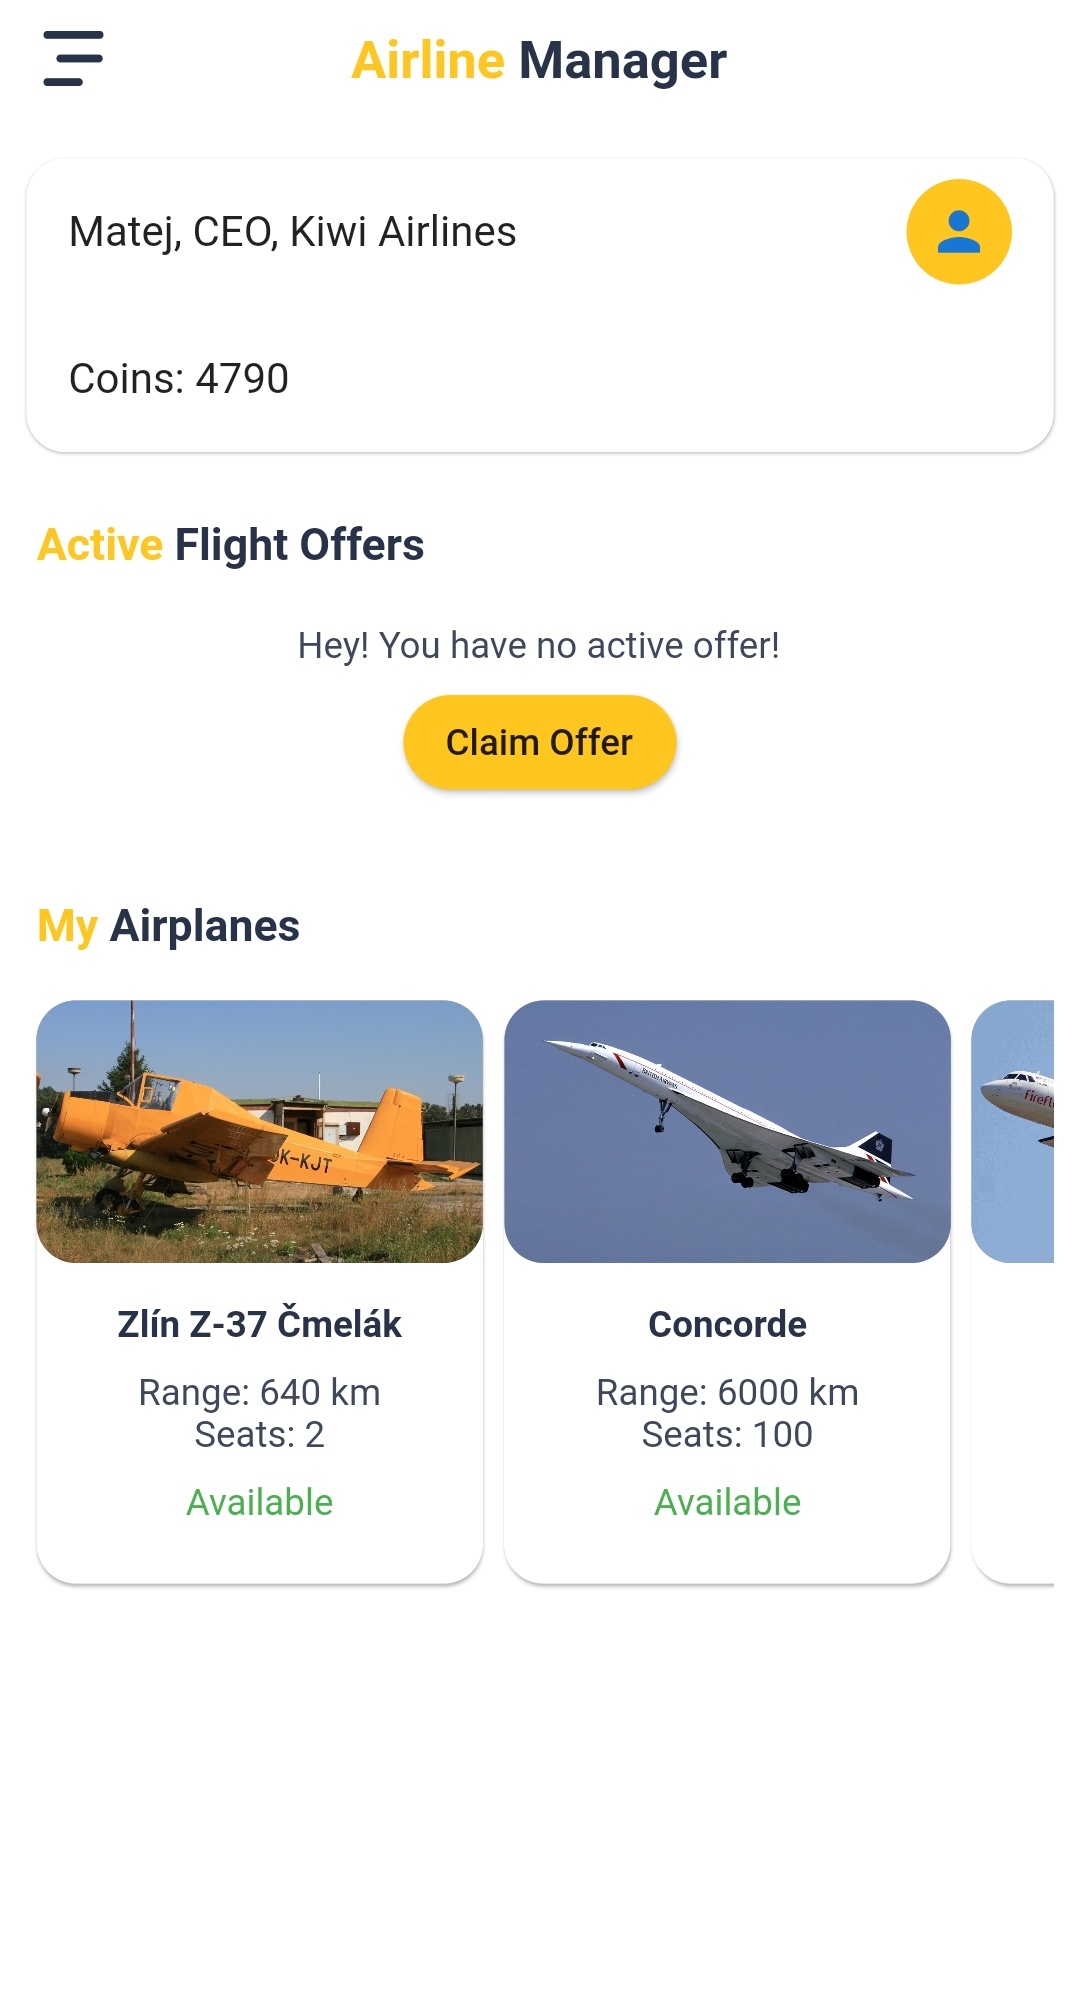 Airline Manager
Matej, CEO, Kiwi Airlines
Coins: 4790
Active Flight Offers
Hey! You have no active offer!
Claim Offer
My Airplanes
OK-KJT
BRITISH AIRWAYS
Zlín Z-37 Čmelák
Range: 640 km
Seats: 2
Available
Concorde
Range: 6000 km
Seats: 100
Available